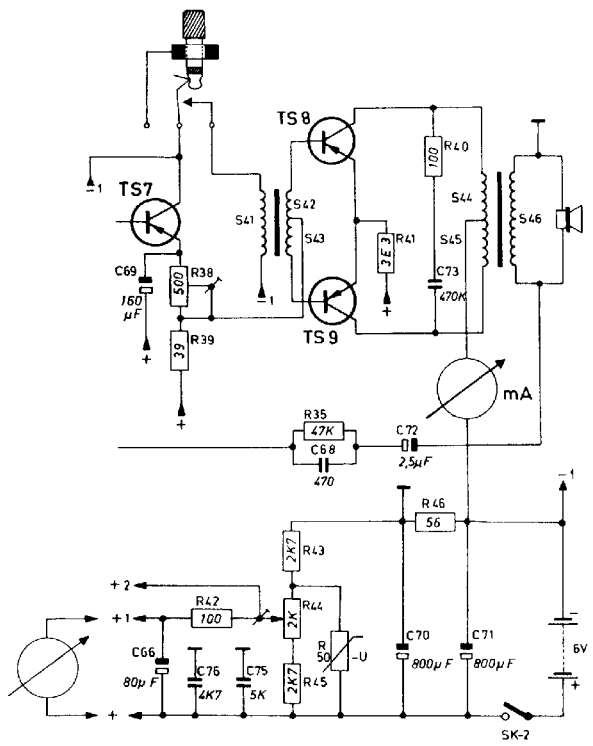 TS8
R40
100
-1
TS7
S42
S44
S41
S46
S43
R41
S45
3E3
C69
R38
500
C73
470K
160
µF
-1
+
+
TS9
R39
39
+
mA
R35
47K
C72
C68
2,5µF
470
-1
R46
56
R43
2K7
+2
R42
R44
+1
100
2K
C66
R
50
-U
C70
C71
6V
-
C76
C75
R45
800µF
800µF
80µF
4K7
5K
2K7
+
+
SK-2